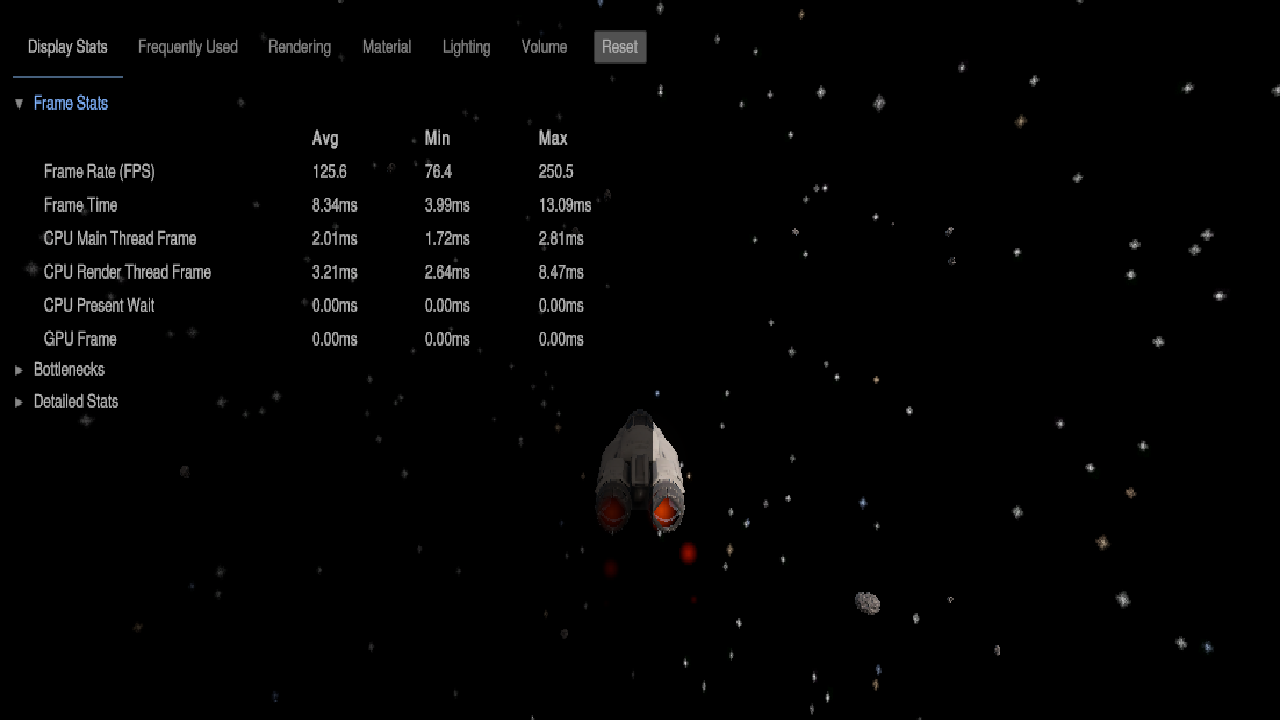 Display Stats Frequently Used Rendering Material Lighting Volume Reset
Frame Stats
Avg Min Max
Frame Rate (FPS) 125.6 76.4 250.5
Frame Time 8.34ms 3.99ms 13.09ms
CPU Main Thread Frame 2.01ms 1.72ms 2.81ms
CPU Render Thread Frame 3.21ms 2.64ms 8.47ms
CPU Present Wait 0.00ms 0.00ms 0.00ms
GPU Frame 0.00ms 0.00ms 0.00ms
Bottlenecks
Detailed Stats